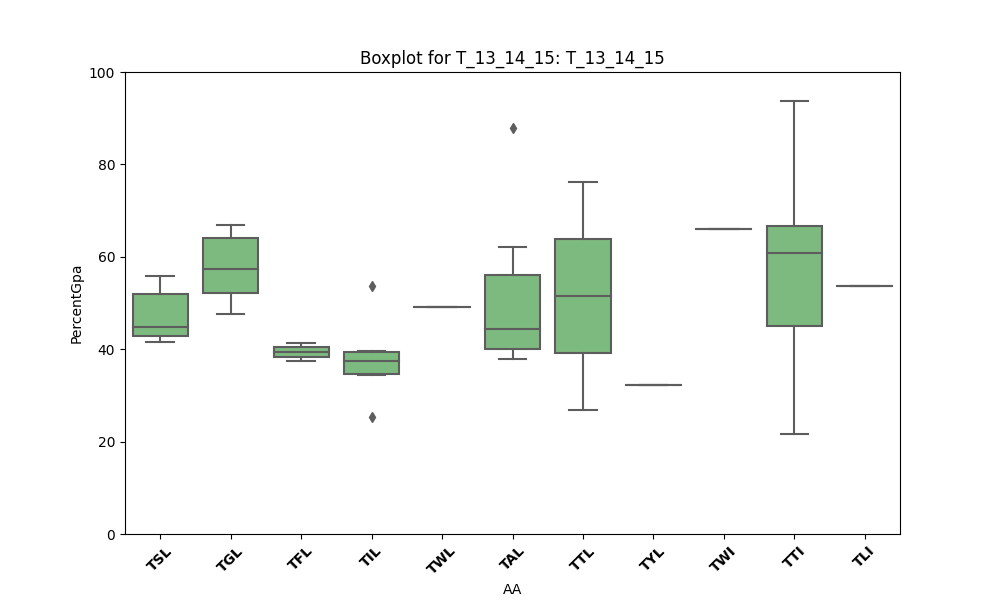 Boxplot for T_13_14_15: T_13_14_15
100
80
60
40
20
0
PercentGpa
TSL TGL TFL TIL TWL TAL TTL TYL TWI TTI TLI
AA